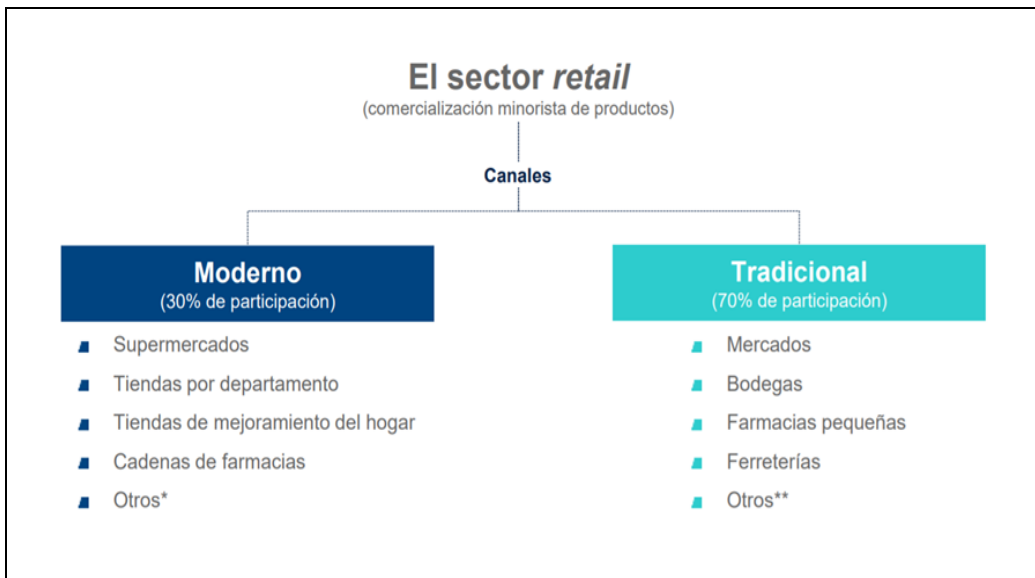 El sector retail
(comercialización minorista de productos)
Canales
Moderno
(30% de participación)
Supermercados
Tiendas por departamento
Tiendas de mejoramiento del hogar
Cadenas de farmacias
Otros*
Tradicional
(70% de participación)
Mercados
Bodegas
Farmacias pequeñas
Ferreterías
Otros**